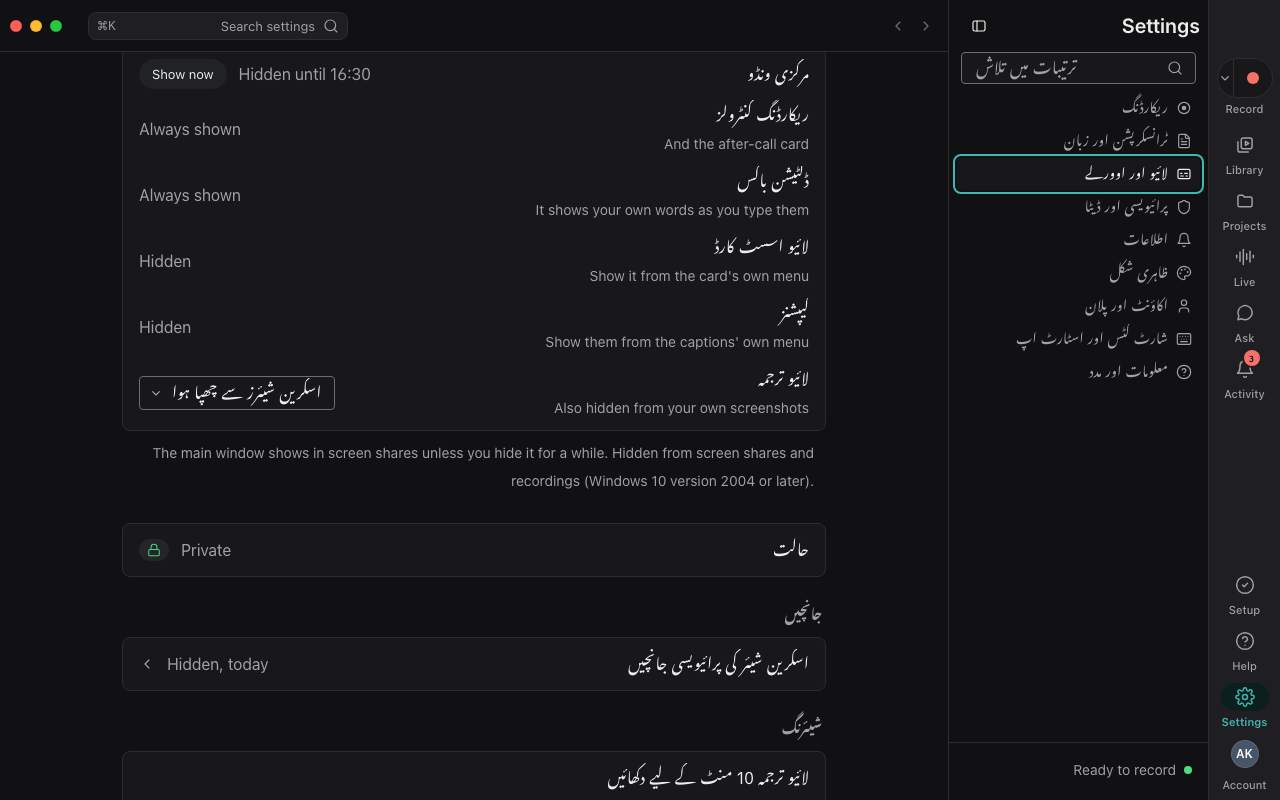 ⌘K
Search settings
Settings
ترتیبات میں تلاش
ریکارڈنگ
ٹرانسکرپشن اور زبان
لائیو اور اوورلے
پرائیویسی اور ڈیٹا
اطلاعات
ظاہری شکل
اکاؤنٹ اور پلان
شارٹ کٹس اور اسٹارٹ اپ
معلومات اور مدد
Ready to record
Record
Library
Projects
Live
Ask
3
Activity
Setup
Help
Settings
AK
Account
مرکزی ونڈو
Hidden until 16:30
Show now
ریکارڈنگ کنٹرولز
And the after-call card
Always shown
ڈکٹیشن باکس
It shows your own words as you type them
Always shown
لائیو اسسٹ کارڈ
Show it from the card's own menu
Hidden
کیپشنز
Show them from the captions' own menu
Hidden
لائیو ترجمہ
Also hidden from your own screenshots
اسکرین شیئرز سے چھپا ہوا
The main window shows in screen shares unless you hide it for a while. Hidden from screen shares and
recordings (Windows 10 version 2004 or later).
حالت
Private
جانچیں
اسکرین شیئر کی پرائیویسی جانچیں
Hidden, today
شیئرنگ
لائیو ترجمہ 10 منٹ کے لیے دکھائیں